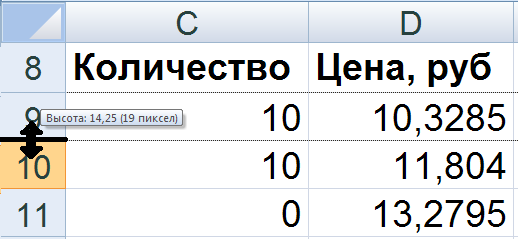 C D
8 Количество Цена, руб
9 10 10,3285
Высота: 14,25 (19 пиксел)
10 10 11,804
11 0 13,2795